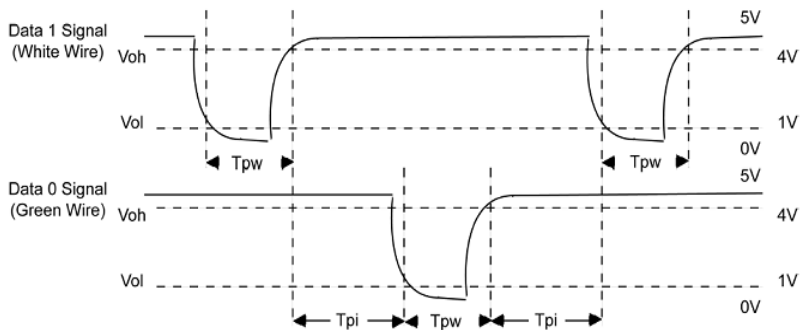 5V
Data 1 Signal
(White Wire)
Voh
4V
Vol
1V
0V
Tpw
Tpw
5V
Data 0 Signal
(Green Wire)
Voh
4V
Vol
1V
0V
Tpi
Tpw
Tpi